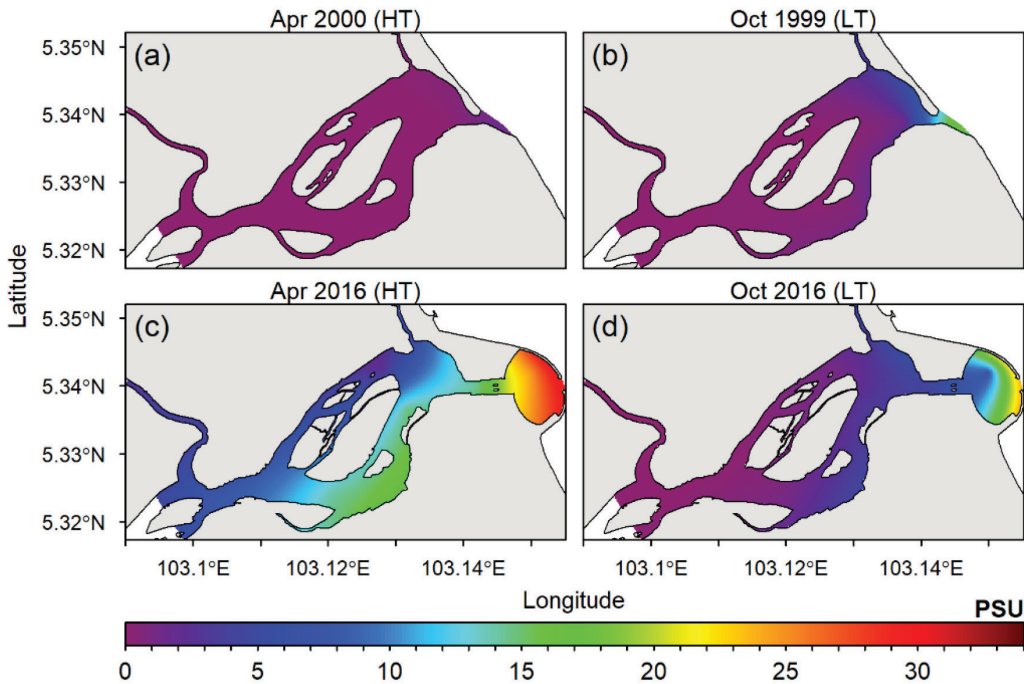 Apr 2000 (HT)
Oct 1999 (LT)
(a)
(b)
5.35°N
5.34°N
5.33°N
5.32°N
Latitude
Apr 2016 (HT)
Oct 2016 (LT)
(c)
(d)
5.35°N
5.34°N
5.33°N
5.32°N
103.1°E 103.12°E 103.14°E 103.1°E 103.12°E 103.14°E
Longitude
PSU
0 5 10 15 20 25 30